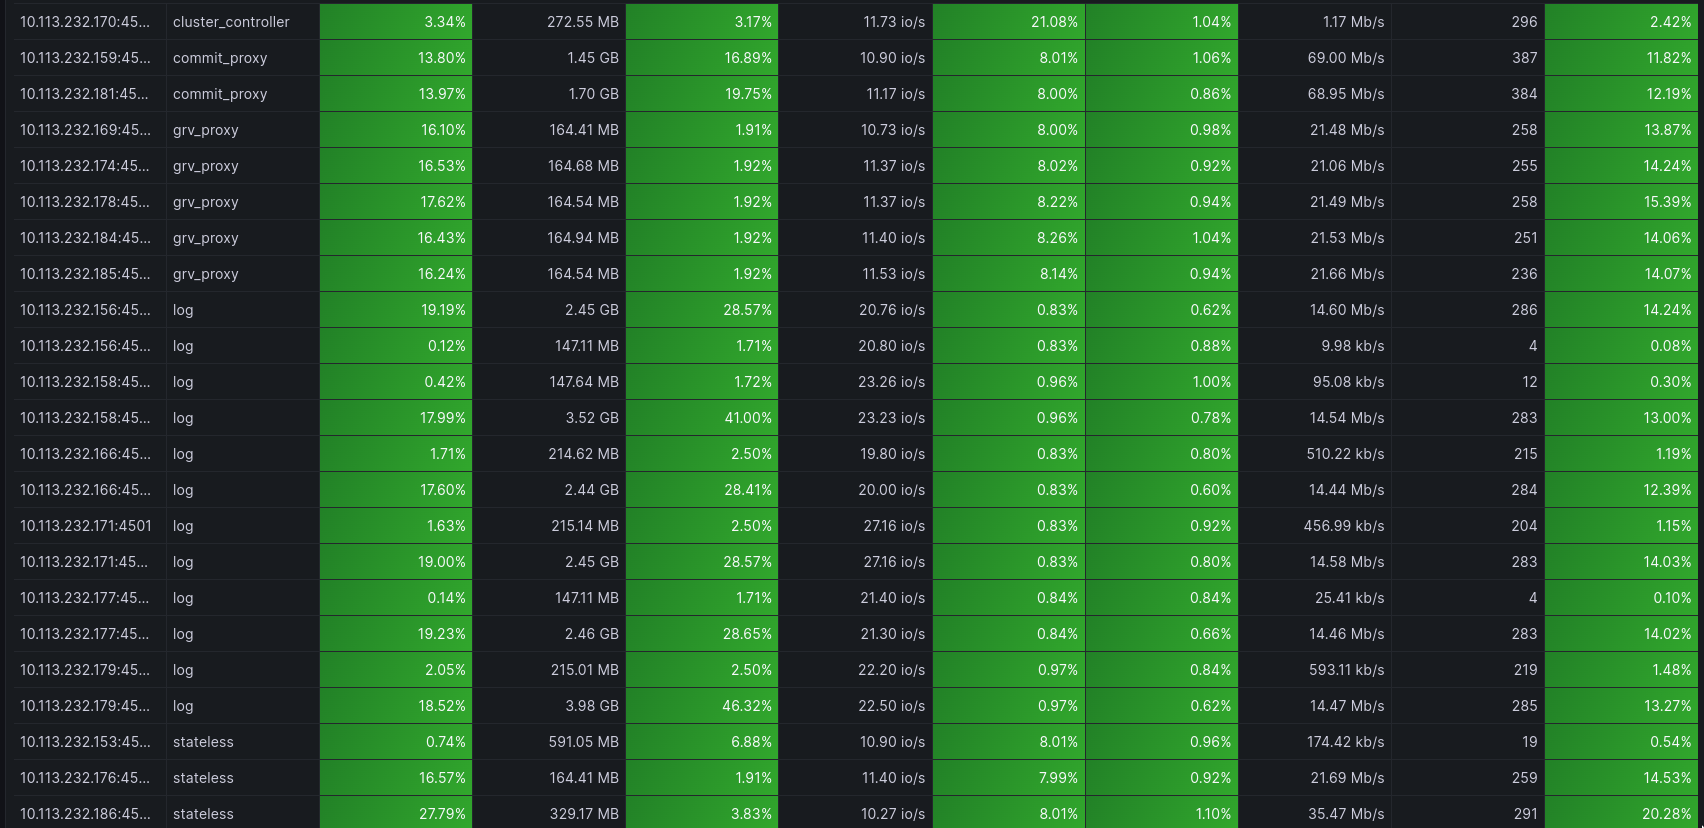 10.113.232.170:45... cluster_controller 3.34% 272.55 MB 3.17% 11.73 io/s 21.08% 1.04% 1.17 Mb/s 296 2.42%
10.113.232.159:45... commit_proxy 13.80% 1.45 GB 16.89% 10.90 io/s 8.01% 1.06% 69.00 Mb/s 387 11.82%
10.113.232.181:45... commit_proxy 13.97% 1.70 GB 19.75% 11.17 io/s 8.00% 0.86% 68.95 Mb/s 384 12.19%
10.113.232.169:45... grv_proxy 16.10% 164.41 MB 1.91% 10.73 io/s 8.00% 0.98% 21.48 Mb/s 258 13.87%
10.113.232.174:45... grv_proxy 16.53% 164.68 MB 1.92% 11.37 io/s 8.02% 0.92% 21.06 Mb/s 255 14.24%
10.113.232.178:45... grv_proxy 17.62% 164.54 MB 1.92% 11.37 io/s 8.22% 0.94% 21.49 Mb/s 258 15.39%
10.113.232.184:45... grv_proxy 16.43% 164.94 MB 1.92% 11.40 io/s 8.26% 1.04% 21.53 Mb/s 251 14.06%
10.113.232.185:45... grv_proxy 16.24% 164.54 MB 1.92% 11.53 io/s 8.14% 0.94% 21.66 Mb/s 236 14.07%
10.113.232.156:45... log 19.19% 2.45 GB 28.57% 20.76 io/s 0.83% 0.62% 14.60 Mb/s 286 14.24%
10.113.232.156:45... log 0.12% 147.11 MB 1.71% 20.80 io/s 0.83% 0.88% 9.98 kb/s 4 0.08%
10.113.232.158:45... log 0.42% 147.64 MB 1.72% 23.26 io/s 0.96% 1.00% 95.08 kb/s 12 0.30%
10.113.232.158:45... log 17.99% 3.52 GB 41.00% 23.23 io/s 0.96% 0.78% 14.54 Mb/s 283 13.00%
10.113.232.166:45... log 1.71% 214.62 MB 2.50% 19.80 io/s 0.83% 0.80% 510.22 kb/s 215 1.19%
10.113.232.166:45... log 17.60% 2.44 GB 28.41% 20.00 io/s 0.83% 0.60% 14.44 Mb/s 284 12.39%
10.113.232.171:4501 log 1.63% 215.14 MB 2.50% 27.16 io/s 0.83% 0.92% 456.99 kb/s 204 1.15%
10.113.232.171:45... log 19.00% 2.45 GB 28.57% 27.16 io/s 0.83% 0.80% 14.58 Mb/s 283 14.03%
10.113.232.177:45... log 0.14% 147.11 MB 1.71% 21.40 io/s 0.84% 0.84% 25.41 kb/s 4 0.10%
10.113.232.177:45... log 19.23% 2.46 GB 28.65% 21.30 io/s 0.84% 0.66% 14.46 Mb/s 283 14.02%
10.113.232.179:45... log 2.05% 215.01 MB 2.50% 22.20 io/s 0.97% 0.84% 593.11 kb/s 219 1.48%
10.113.232.179:45... log 18.52% 3.98 GB 46.32% 22.50 io/s 0.97% 0.62% 14.47 Mb/s 285 13.27%
10.113.232.153:45... stateless 0.74% 591.05 MB 6.88% 10.90 io/s 8.01% 0.96% 174.42 kb/s 19 0.54%
10.113.232.176:45... stateless 16.57% 164.41 MB 1.91% 11.40 io/s 7.99% 0.92% 21.69 Mb/s 259 14.53%
10.113.232.186:45... stateless 27.79% 329.17 MB 3.83% 10.27 io/s 8.01% 1.10% 35.47 Mb/s 291 20.28%